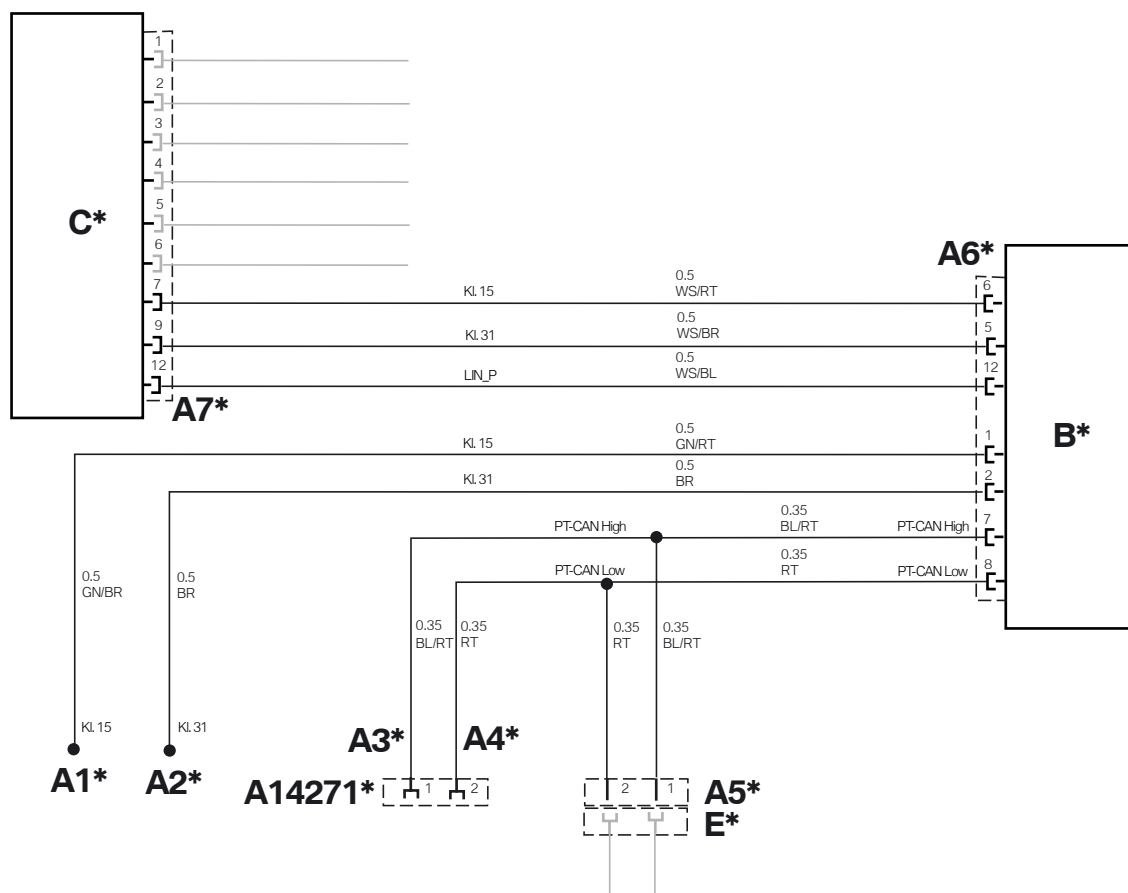 1
2
3
4
5
6
7
9
12
C*
A7*
A6*
B*
6
5
12
1
2
7
8
Kl. 15
0.5
WS/RT
Kl. 31
0.5
WS/BR
LIN_P
0.5
WS/BL
Kl. 15
0.5
GN/RT
Kl. 31
0.5
BR
PT-CAN High
0.35
BL/RT
PT-CAN High
PT-CAN Low
0.35
RT
PT-CAN Low
0.5
GN/BR
0.5
BR
0.35
BL/RT
0.35
RT
0.35
RT
0.35
BL/RT
Kl. 15
Kl. 31
A1*
A2*
A3*
A4*
A14271*
1
2
2
1
A5*
E*